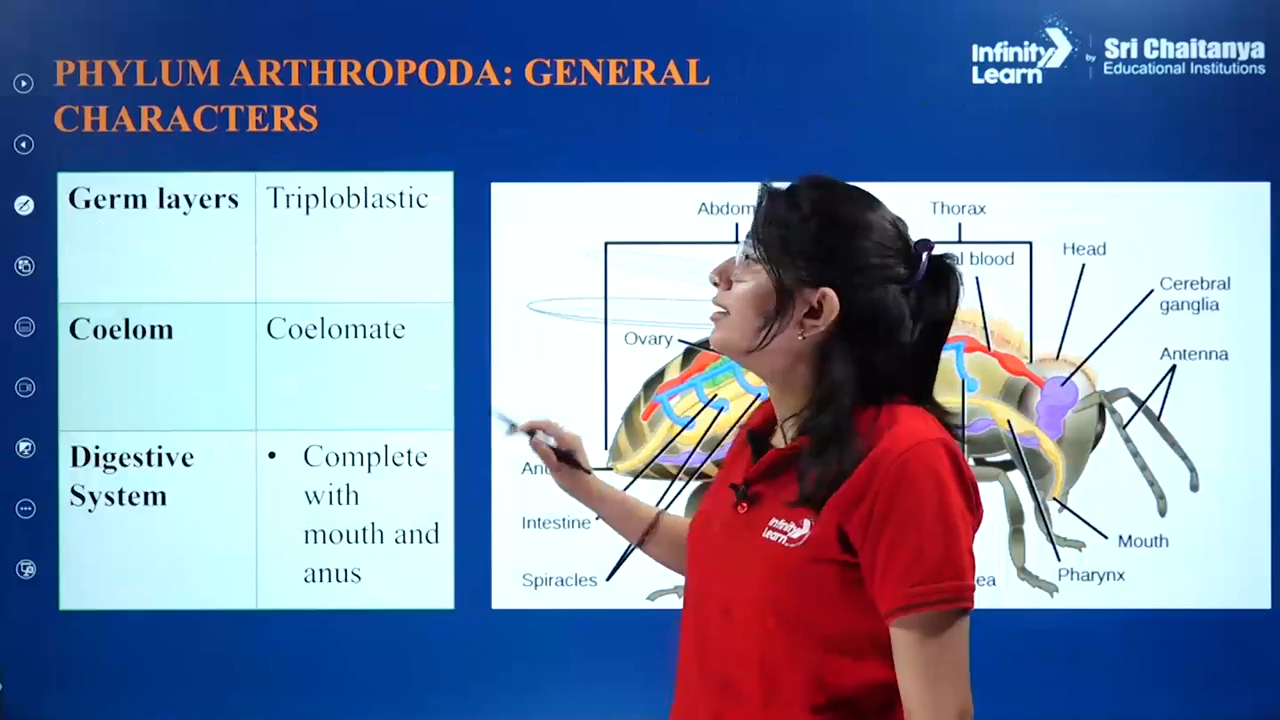 PHYLUM ARTHROPODA: GENERAL
CHARACTERS
Infinity
Learn
by
Sri Chaitanya
Educational Institutions
Germ layers
Triploblastic
Coelom
Coelomate
Digestive
System
• Complete
with
mouth and
anus
Thorax
blood
Head
Cerebral
ganglia
Antenna
Ovary
Intestine
Spiracles
Mouth
Pharynx
Infinity
Learn